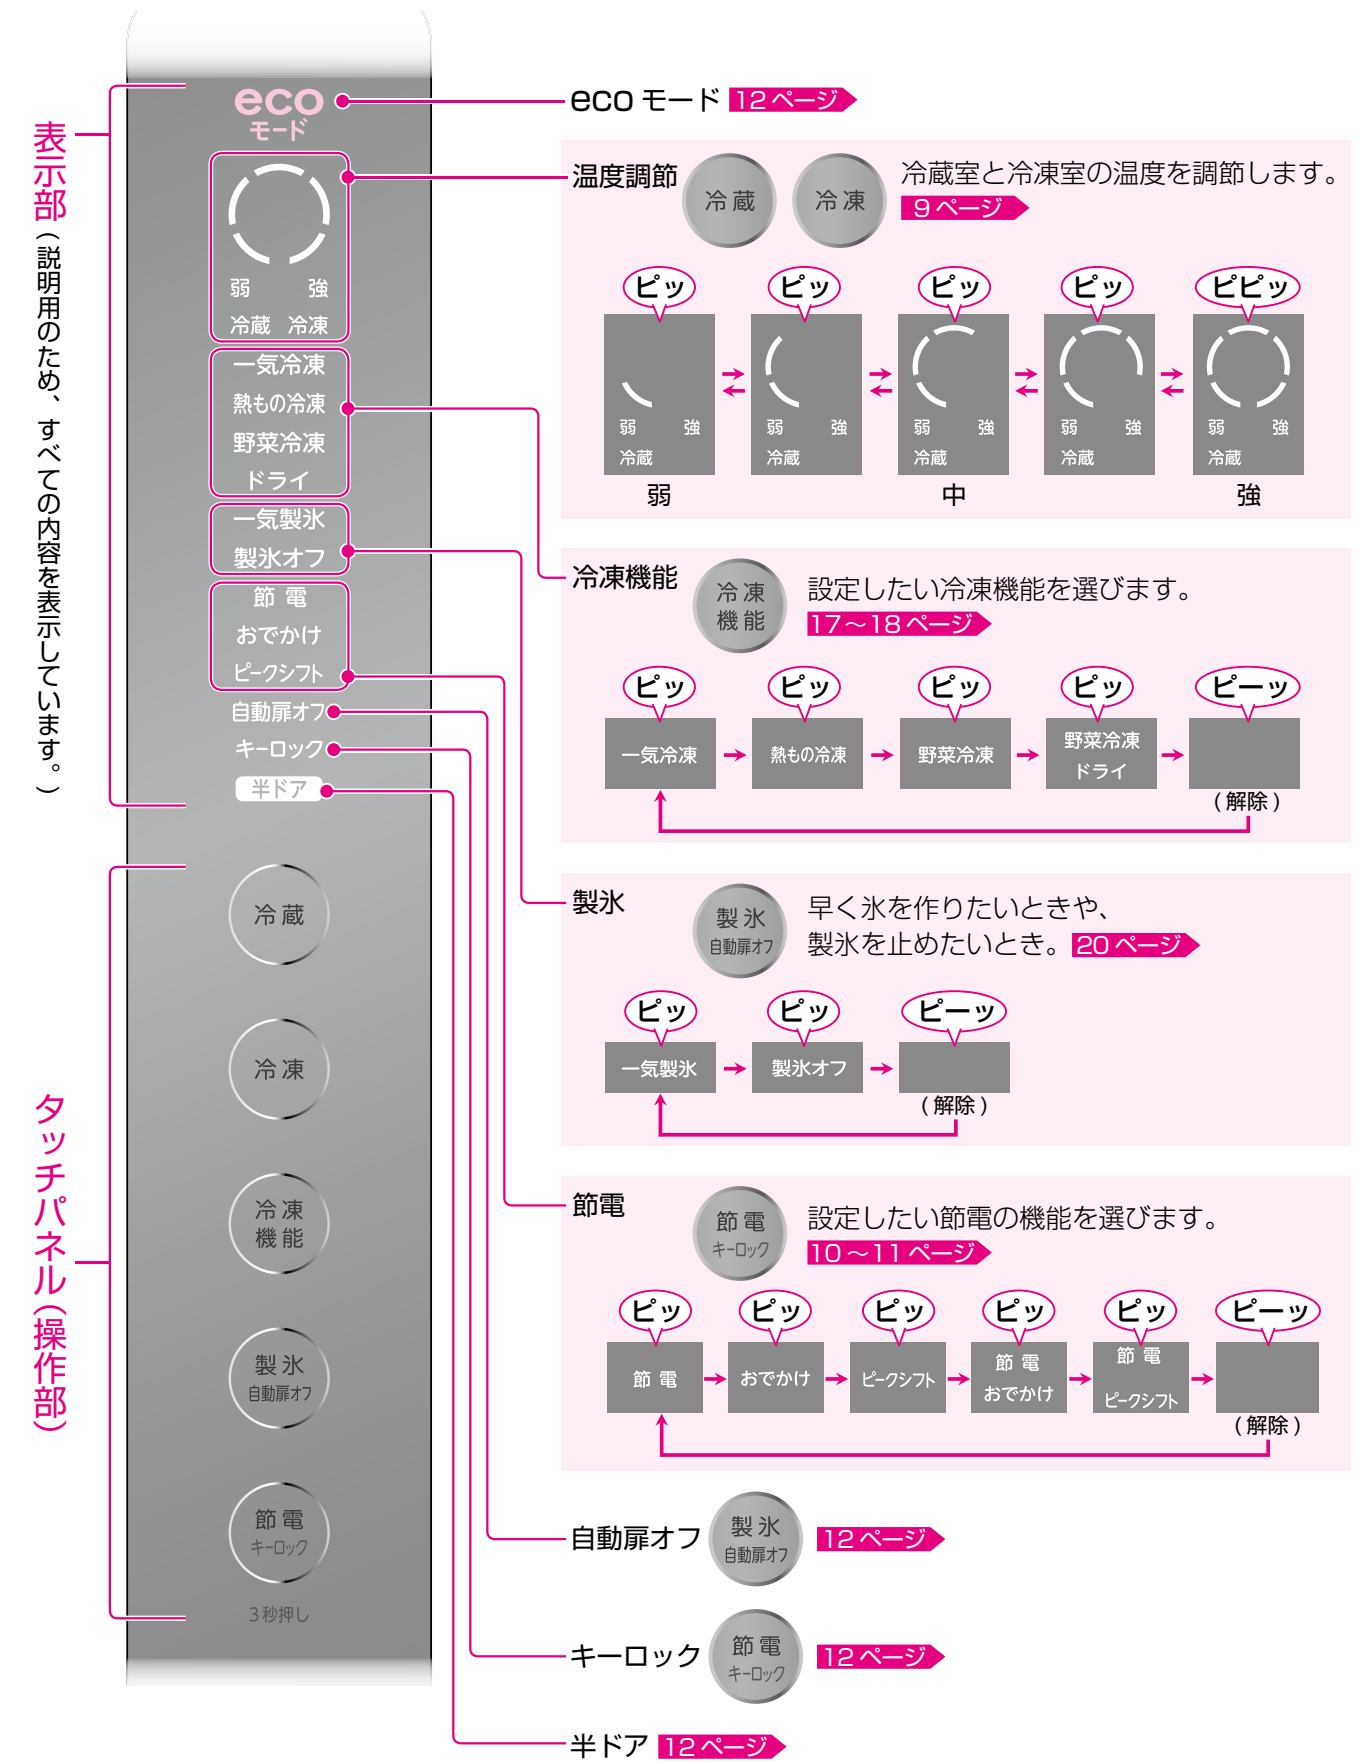 表示部(説明用のため、すべての内容を表示しています。)
eco
モード
弱 強
冷蔵 冷凍
一気冷凍
熱もの冷凍
野菜冷凍
ドライ
一気製氷
製氷オフ
節電
おでかけ
ピークシフト
自動扉オフ
キーロック
半ドア
タッチパネル(操作部)
冷蔵
冷凍
冷凍
機能
製氷
自動扉オフ
節電
キーロック
3秒押し
ecoモード 12ページ
温度調節 冷蔵 冷凍 冷蔵室と冷凍室の温度を調節します。
9ページ
ピッ ピッ ピッ ピッ ピピッ
弱 強 弱 強 弱 強 弱 強 弱 強
冷蔵 冷蔵 冷蔵 冷蔵 冷蔵
弱 中 強
冷凍機能
冷凍
機能
設定したい冷凍機能を選びます。
17〜18ページ
ピッ ピッ ピッ ピッ ピーッ
一気冷凍
熱もの冷凍
野菜冷凍
野菜冷凍
ドライ
(解除)
製氷
製氷
自動扉オフ
早く氷を作りたいときや、
製氷を止めたいとき。 20ページ
ピッ ピッ ピーッ
一気製氷 製氷オフ
(解除)
節電
節電
キーロック
設定したい節電の機能を選びます。
10〜11ページ
ピッ ピッ ピッ ピッ ピッ ピーッ
節電
おでかけ
ピークシフト
節電
おでかけ
節電
ピークシフト
(解除)
自動扉オフ
製氷
自動扉オフ
12ページ
キーロック
節電
キーロック
12ページ
半ドア 12ページ